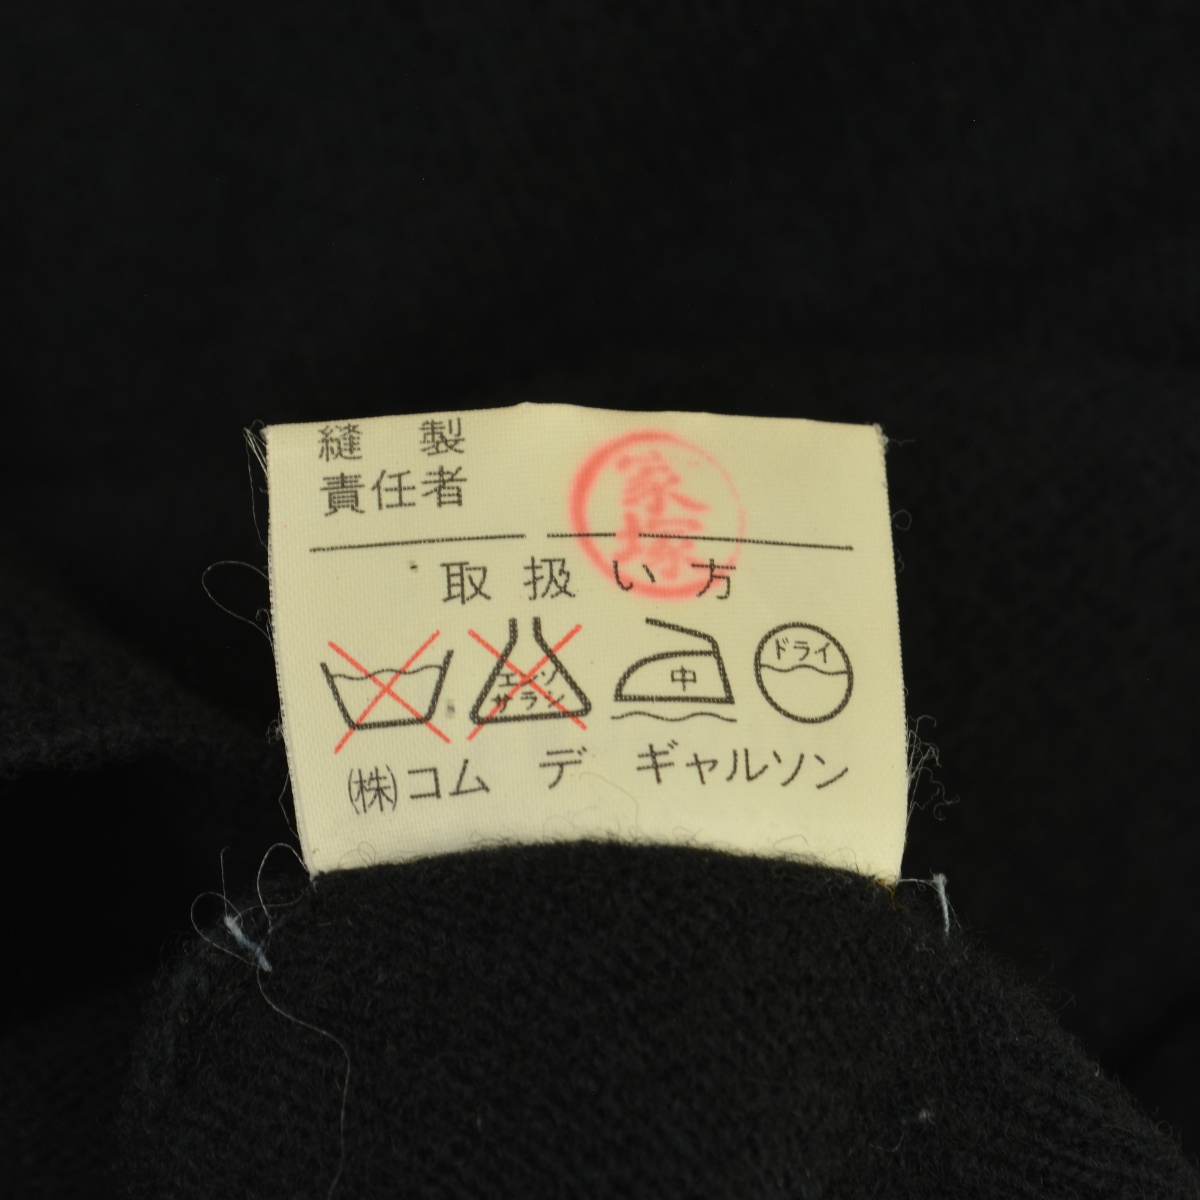 縫　製
責任者
家塚
取 扱 い 方
エンソ
サラシ
中
ドライ
㈱コム デ ギャルソン